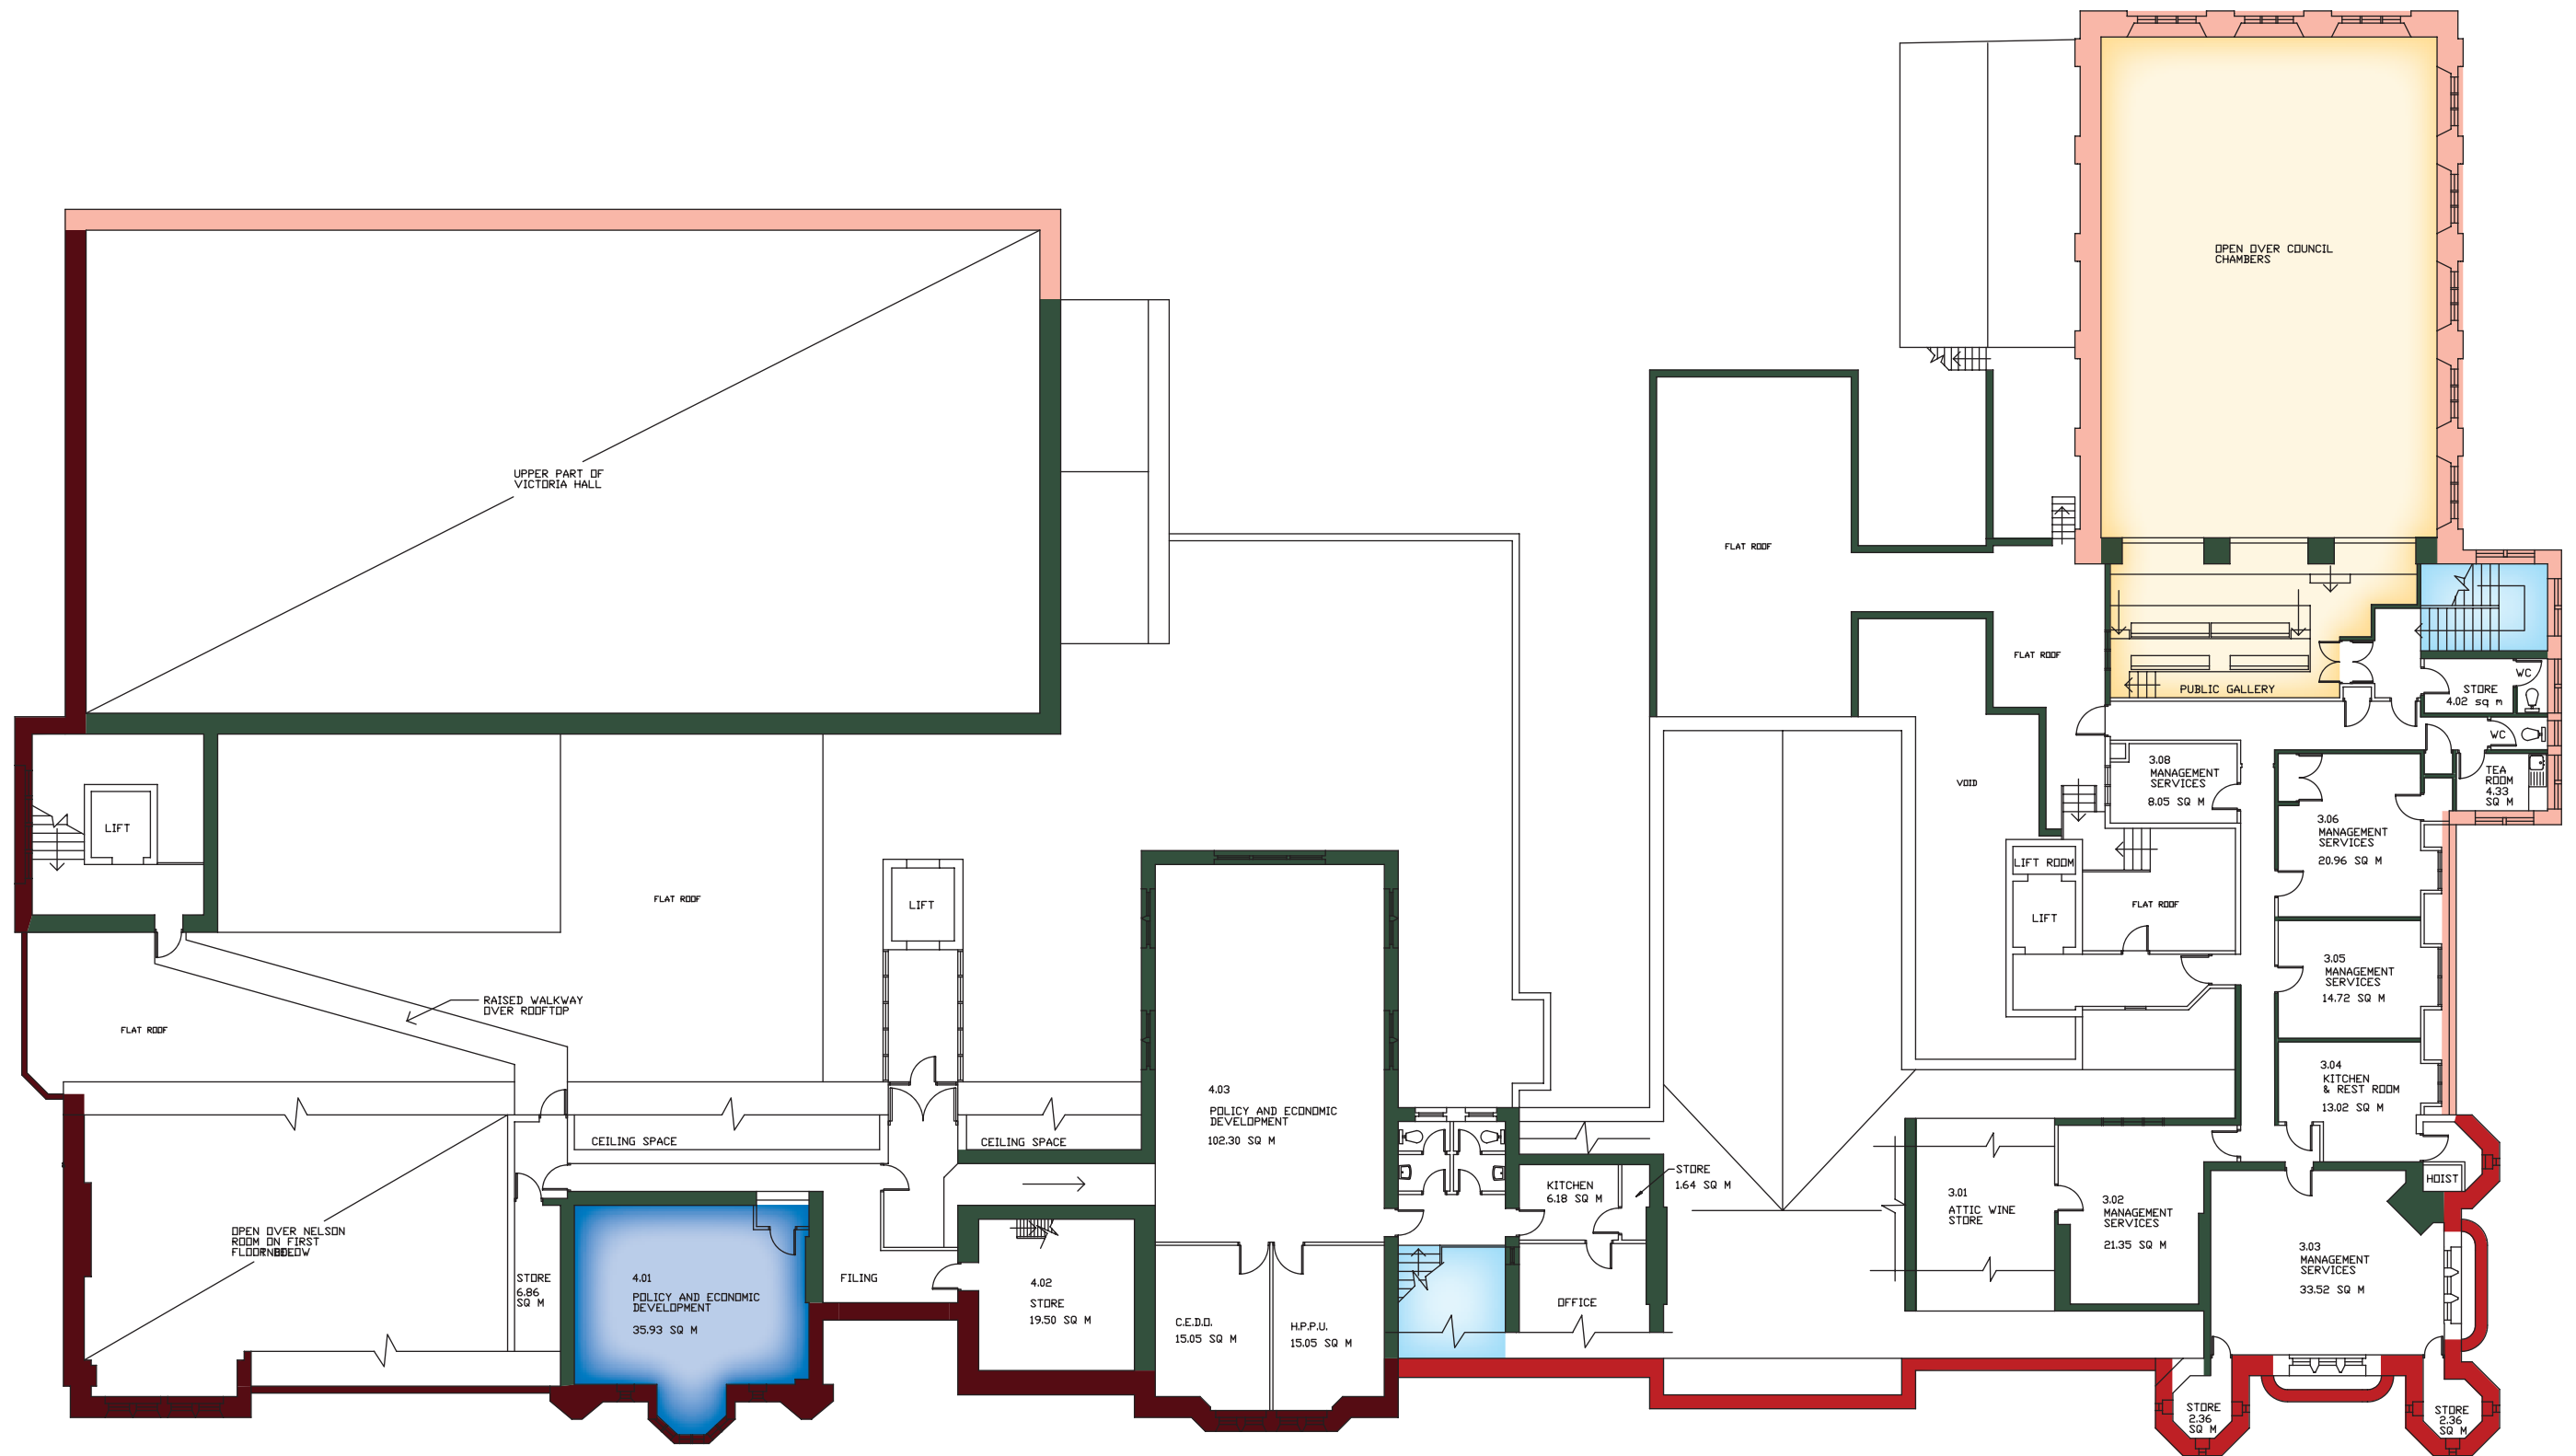 OPEN OVER COUNCIL
CHAMBERS
UPPER PART OF
VICTORIA HALL
FLAT ROOF
FLAT ROOF
PUBLIC GALLERY
WC
STORE
4.02 sq m
WC
TEA
ROOM
4.33
SQ M
3.08
MANAGEMENT
SERVICES
8.05 SQ M
VOID
3.06
MANAGEMENT
SERVICES
20.96 SQ M
LIFT
LIFT ROOM
LIFT
FLAT ROOF
FLAT ROOF
LIFT
3.05
MANAGEMENT
SERVICES
14.72 SQ M
RAISED WALKWAY
OVER ROOFTOP
FLAT ROOF
3.04
KITCHEN
& REST ROOM
13.02 SQ M
4.03
POLICY AND ECONOMIC
DEVELOPMENT
102.30 SQ M
CEILING SPACE
CEILING SPACE
KITCHEN
6.18 SQ M
STORE
1.64 SQ M
HOIST
3.01
ATTIC WINE
STORE
3.02
MANAGEMENT
SERVICES
21.35 SQ M
3.03
MANAGEMENT
SERVICES
33.52 SQ M
OPEN OVER NELSON
ROOM ON FIRST
FLOOR
STORE
6.86
SQ M
4.01
POLICY AND ECONOMIC
DEVELOPMENT
35.93 SQ M
FILING
4.02
STORE
19.50 SQ M
C.E.D.O.
15.05 SQ M
H.P.P.U.
15.05 SQ M
OFFICE
STORE
2.36
SQ M
STORE
2.36
SQ M